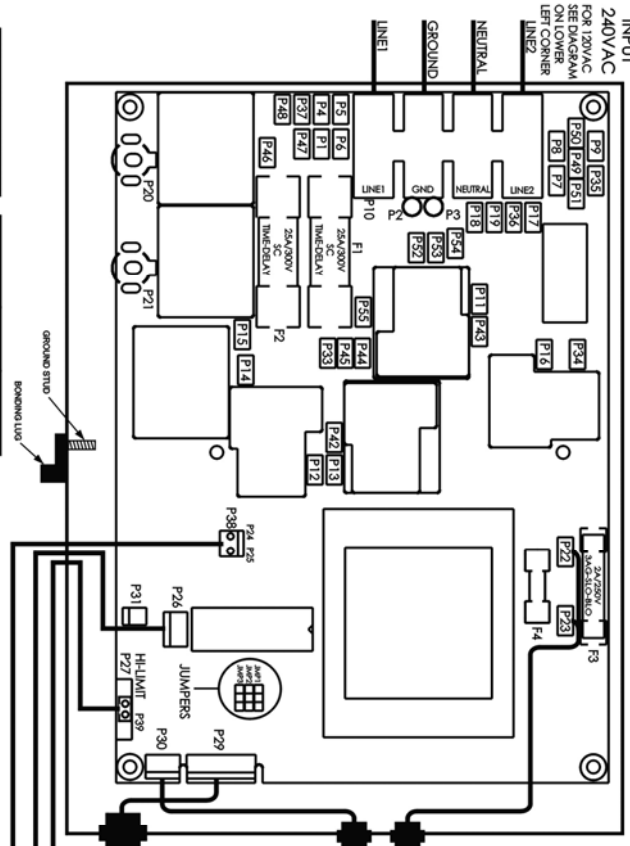 INPUT
240VAC
FOR 120VAC
SEE DIAGRAM
ON LOWER
LEFT CORNER
LINE2
NEUTRAL
GROUND
LINE1
P9
P35
P50
P49
P51
P8
P7
P5
P6
P4
P1
P37
P47
P48
P46
LINE1
GND
NEUTRAL
LINE2
P10
P2
P3
P18
P19
P36
P17
P54
P53
P52
P20
P21
25A/300V
SC
TIME-DELAY
F2
25A/300V
SC
TIME-DELAY
F1
P55
P11
P43
P33
P45
P44
P15
P14
P16
P34
P42
P12
P13
GROUND STUD
BONDING LUG
P38
P24
P25
P22
P23
2A/250V
3AG-SLO-BLO
F3
F4
P31
P26
JMP1
JMP2
JMP3
JUMPERS
HI-LIMIT
P27
P39
P30
P29